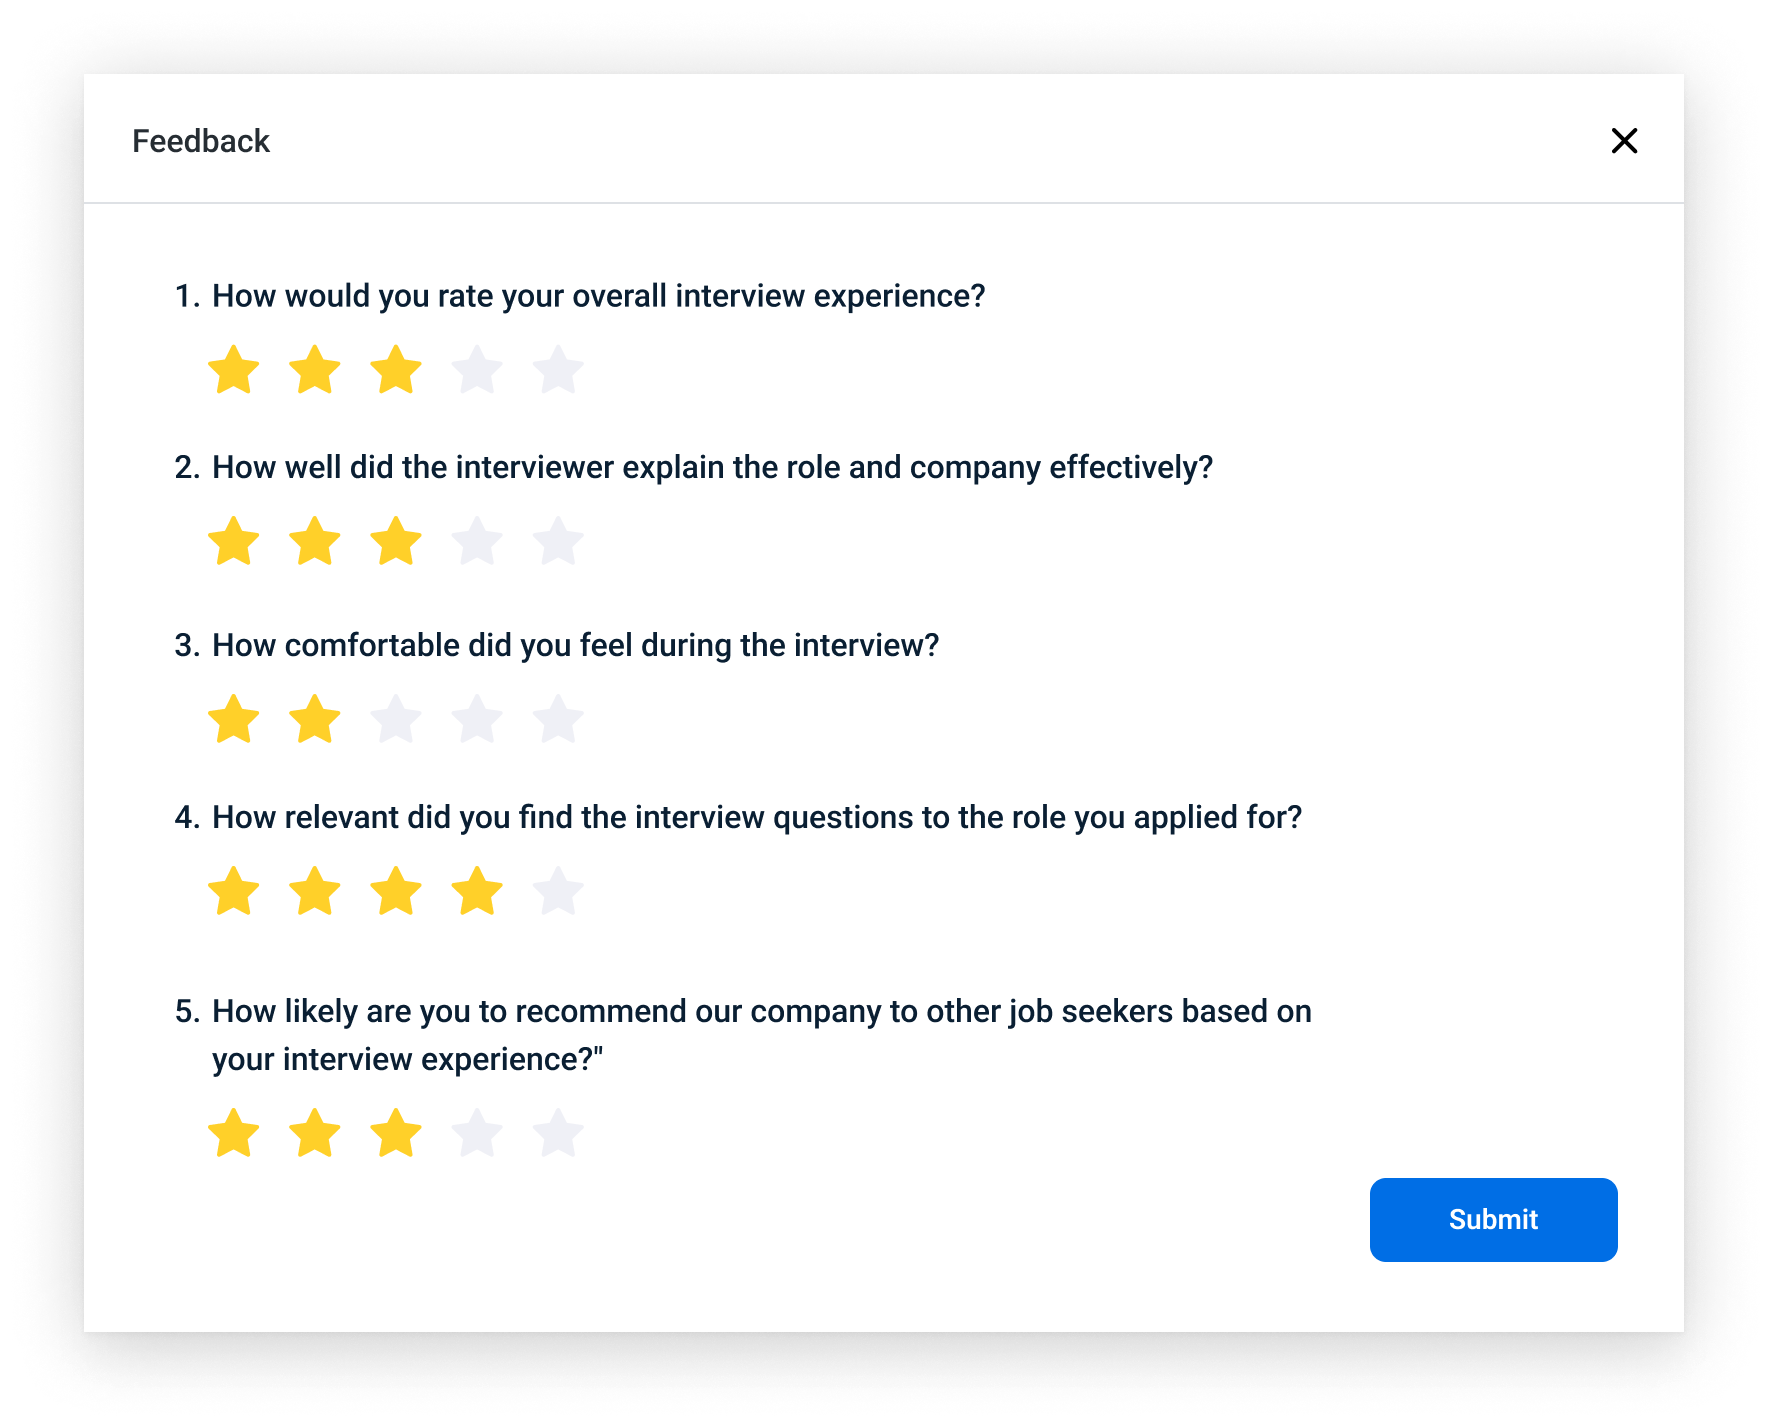 Feedback
1. How would you rate your overall interview experience?
2. How well did the interviewer explain the role and company effectively?
3. How comfortable did you feel during the interview?
4. How relevant did you find the interview questions to the role you applied for?
5. How likely are you to recommend our company to other job seekers based on
your interview experience?"
Submit